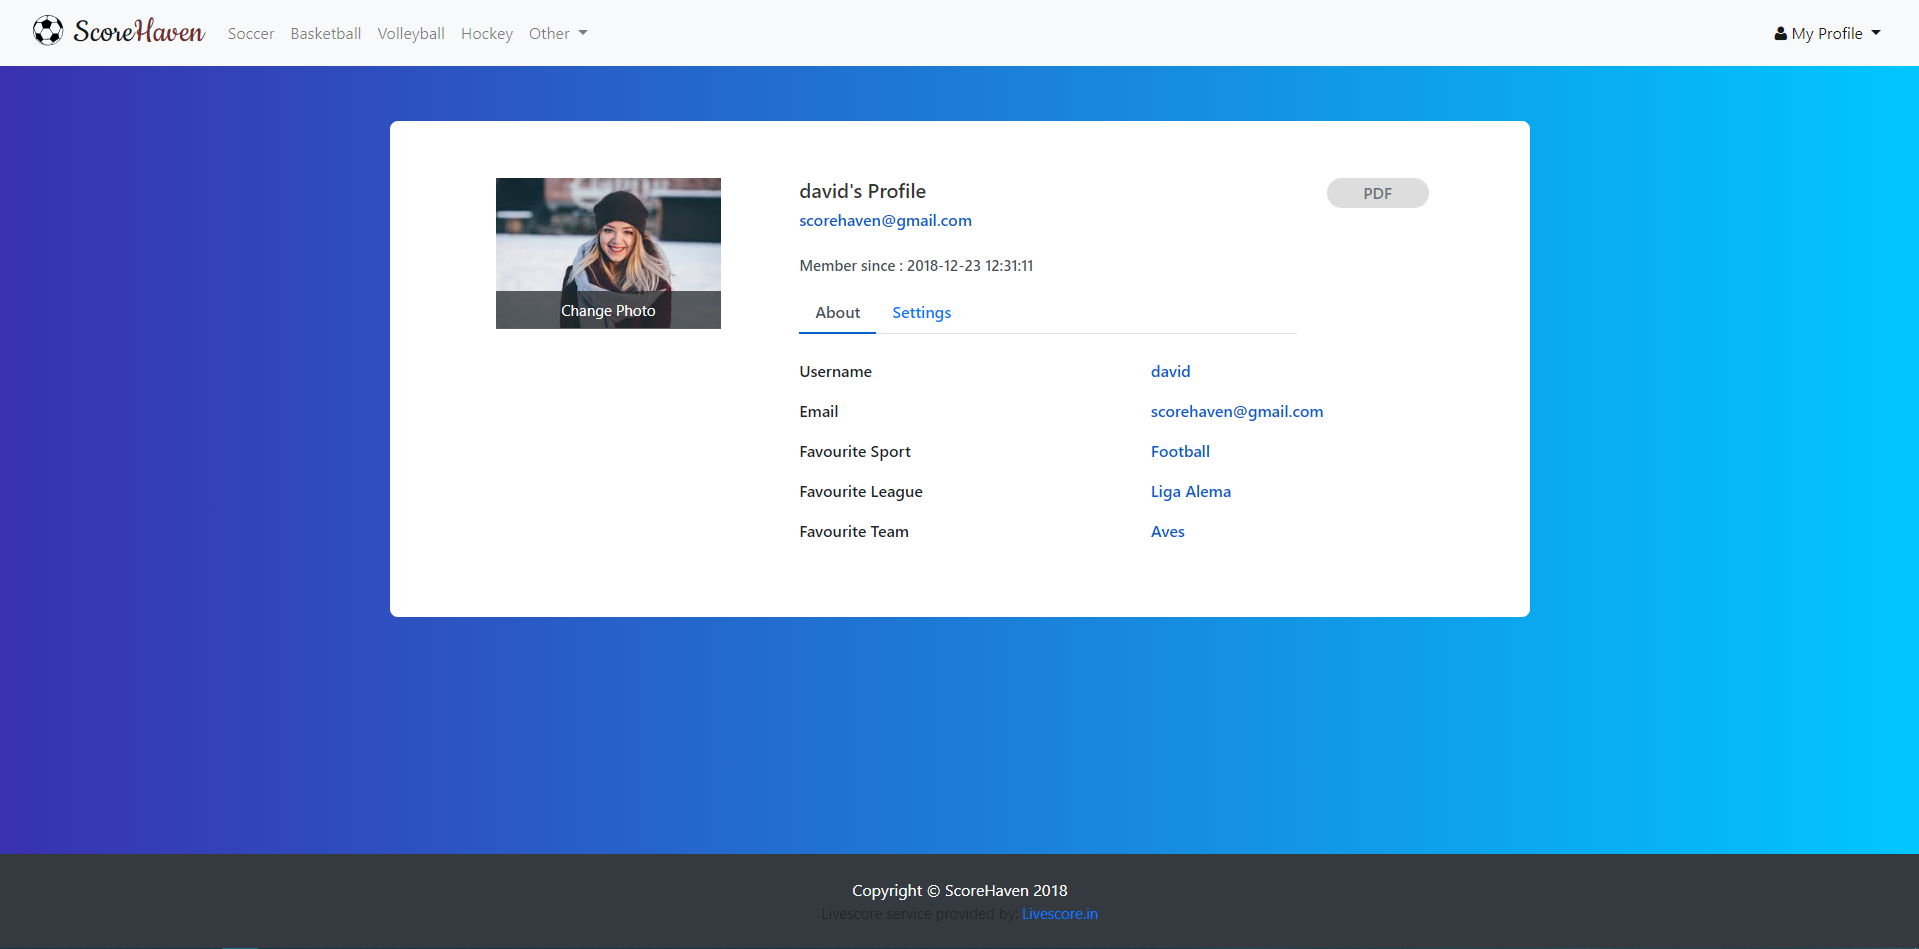 ScoreHaven Soccer Basketball Volleyball Hockey Other My Profile
david's Profile PDF
scorehaven@gmail.com
Member since : 2018-12-23 12:31:11
Change Photo
About Settings
Username david
Email scorehaven@gmail.com
Favourite Sport Football
Favourite League Liga Alema
Favourite Team Aves
Copyright © ScoreHaven 2018
Livescore service provided by: Livescore.in